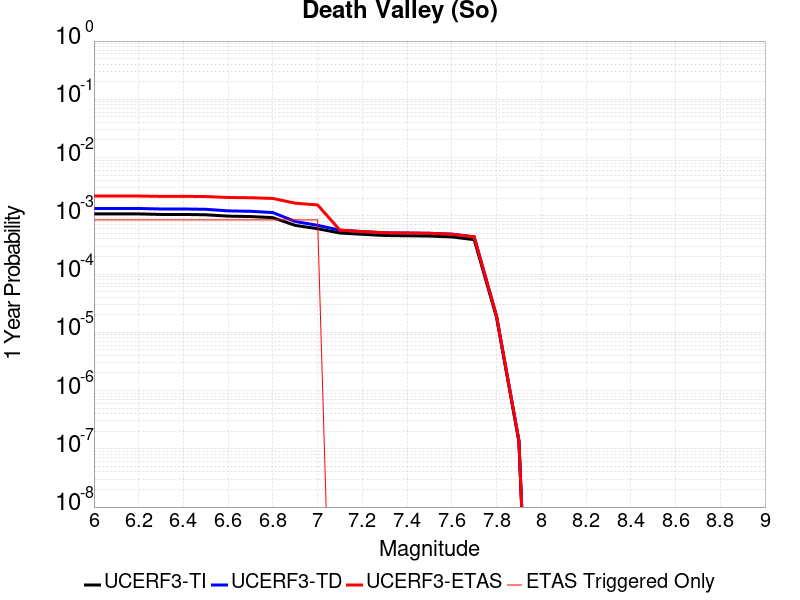 Death Valley (So)
10^0
10^-1
10^-2
10^-3
10^-4
10^-5
10^-6
10^-7
10^-8
1 Year Probability
6 6.2 6.4 6.6 6.8 7 7.2 7.4 7.6 7.8 8 8.2 8.4 8.6 8.8 9
Magnitude
UCERF3-TI UCERF3-TD UCERF3-ETAS ETAS Triggered Only